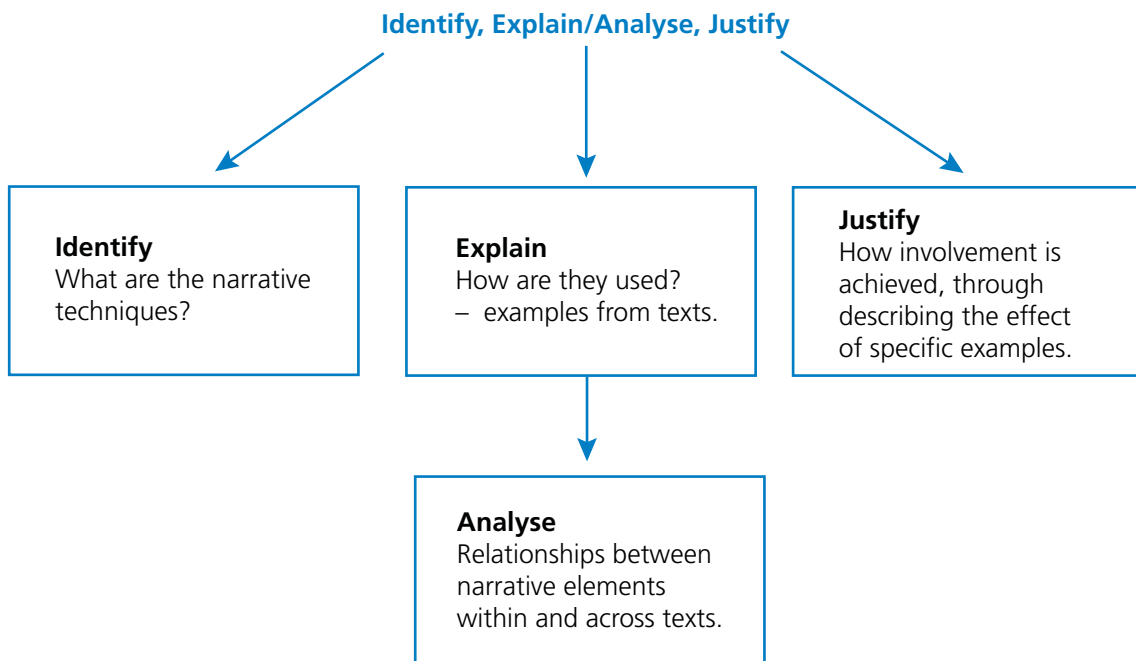 Identify, Explain/Analyse, Justify
Identify
What are the narrative
techniques?
Explain
How are they used?
– examples from texts.
Justify
How involvement is
achieved, through
describing the effect
of specific examples.
Analyse
Relationships between
narrative elements
within and across texts.